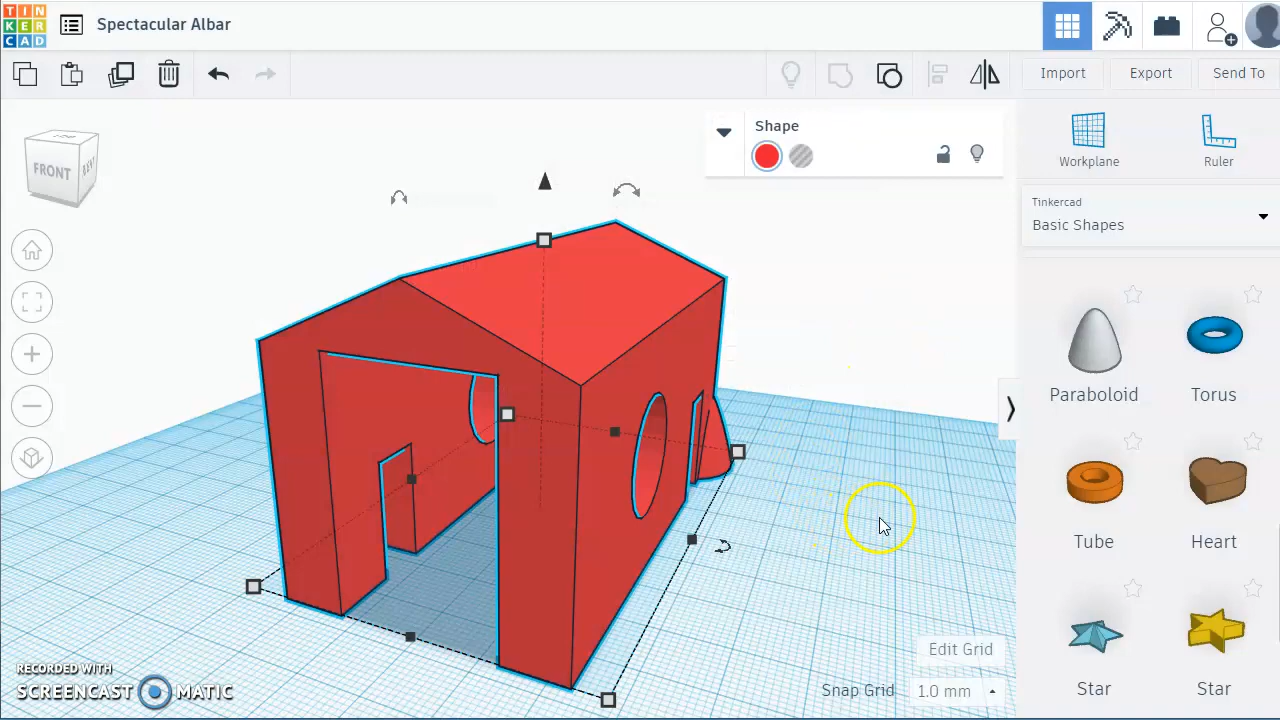 TIN
KER
CAD
Spectacular Albar
Import
Export
Send To
FRONT
Shape
Workplane
Ruler
Tinkercad
Basic Shapes
Paraboloid
Torus
Tube
Heart
Star
Star
Edit Grid
Snap Grid
1.0 mm
RECORDED WITH
SCREENCAST MATIC